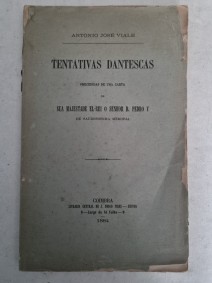 ANTONIO JOSÉ VIALE
TENTATIVAS DANTESCAS
PRECEDIDAS DE UMA CARTA
DE
SUA MAJESTADE EL-REI O SENHOR D. PEDRO V
DE SAUDOSISSIMA MEMORIA
COIMBRA